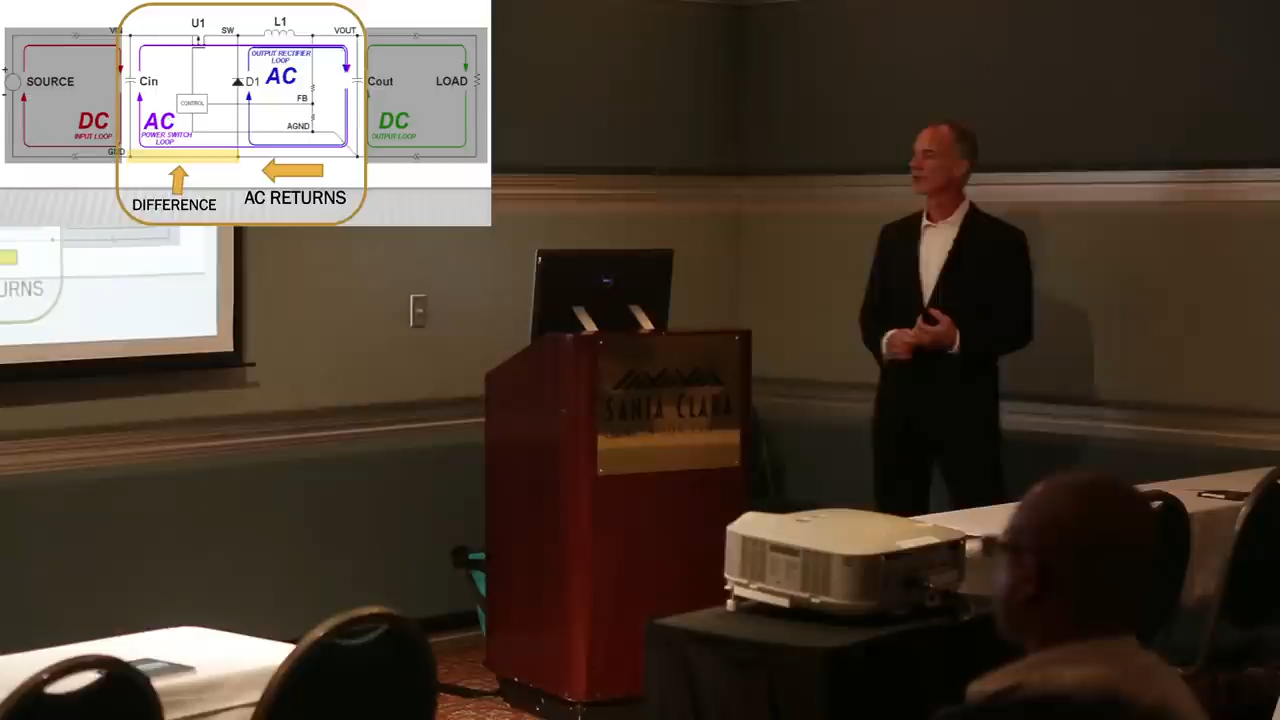 U1
L1
VIN
SW
VOUT
OUTPUT RECTIFIER
LOOP
AC
SOURCE
Cin
D1
Cout
LOAD
CONTROL
FB
DC
INPUT LOOP
AC
POWER SWITCH
LOOP
AGND
DC
OUTPUT LOOP
GND
DIFFERENCE
AC RETURNS
URNS
SANTA CLARA